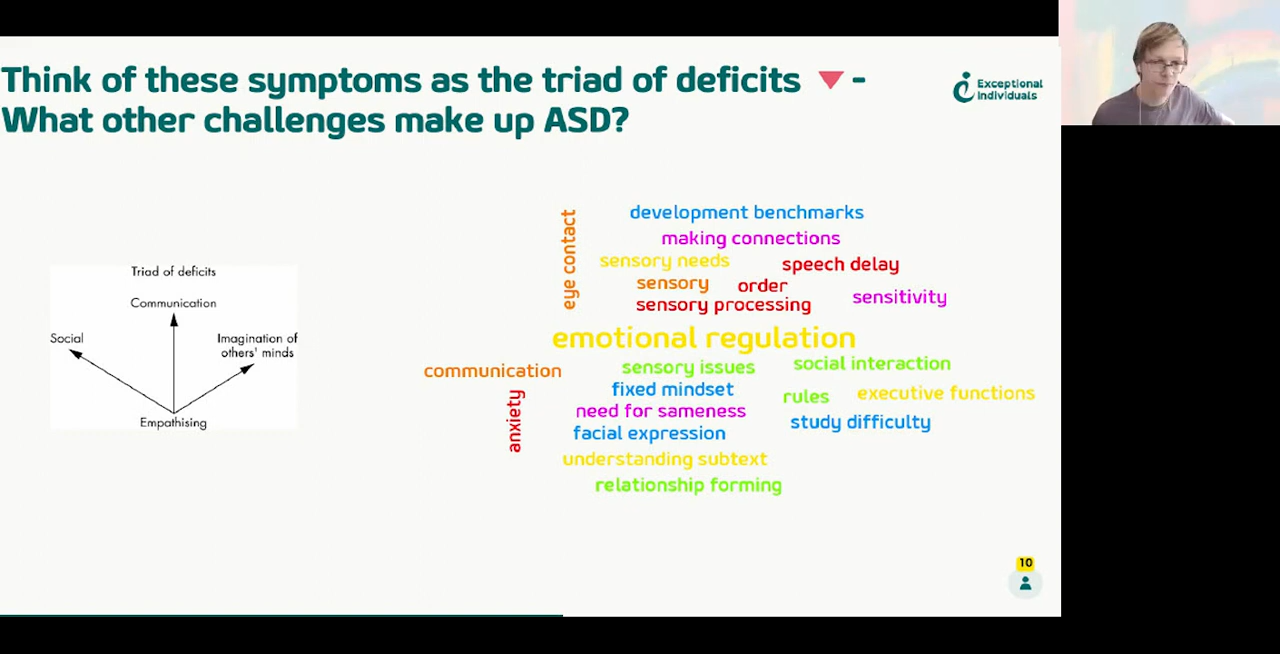 Think of these symptoms as the triad of deficits 🔻 -
What other challenges make up ASD?
Exceptional
Individuals
Triad of deficits
Communication
Social
Imagination of
others' minds
Empathising
eye contact
development benchmarks
making connections
sensory needs
speech delay
sensory
order
sensory processing
sensitivity
emotional regulation
communication
sensory issues
social interaction
anxiety
fixed mindset
rules
executive functions
need for sameness
study difficulty
facial expression
understanding subtext
relationship forming
10